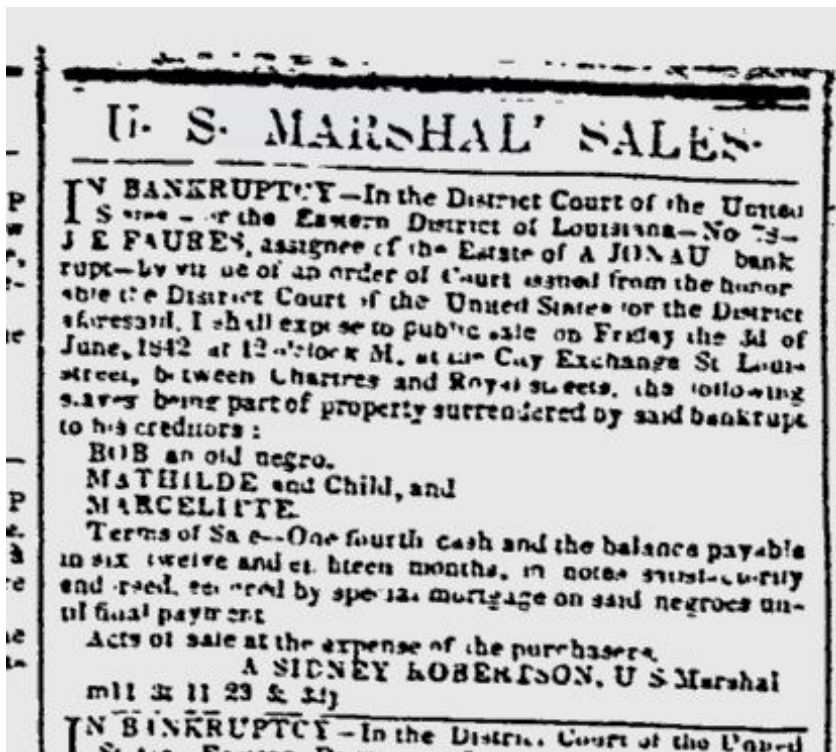 U. S. MARSHAL' SALES.
IN BANKRUPTCY—In the District Court of the United
States — the Eastern District of Louisiana—No
J E FAURES, assignee of the Estate of A JONAU bank
rupt—by virtue of an order of Court issued from the honor
able the District Court of the United States for the District
aforesaid, I shall expose to public sale on Friday the 3d of
June, 1842 at 12 o'clock M. at the City Exchange St Louis
street, between Chartres and Royal streets, the following
slaves being part of property surrendered by said bankrupt
to his creditors :
BOB an old negro.
MATHILDE and Child, and
MARCELITTE
Terms of Sale—One fourth cash and the balance payable
in six twelve and eighteen months, in notes satisfactorily
endorsed, secured by special mortgage on said negroes un-
til final payment
Acts of sale at the expense of the purchasers.
A SIDNEY ROBERTSON, U S Marshal
m11 11 23 &
IN BANKRUPTCY—In the District Court of the United
P
me
P